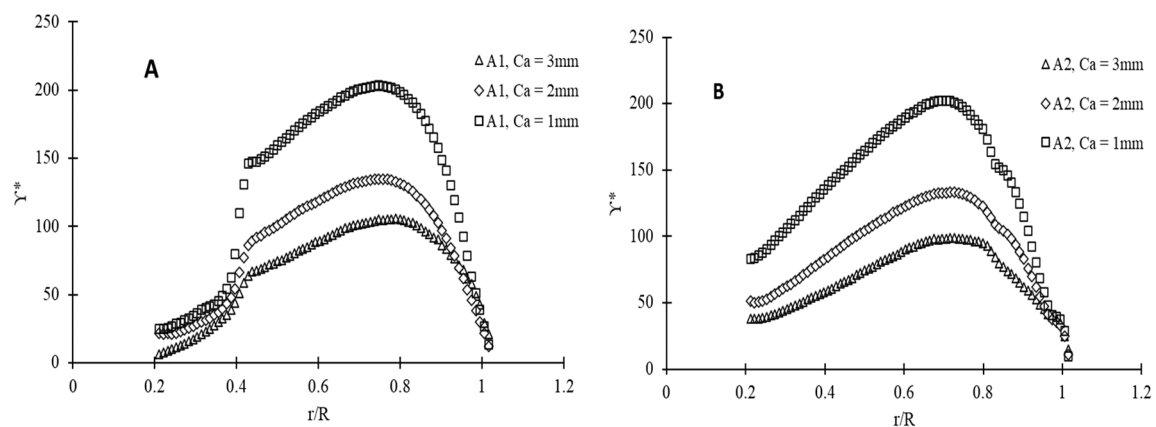 A
250
200
150
100
50
0
ϒ*
0 0.2 0.4 0.6 0.8 1 1.2
r/R
A1, Ca = 3mm
A1, Ca = 2mm
A1, Ca = 1mm
B
250
200
150
100
50
0
ϒ*
0 0.2 0.4 0.6 0.8 1 1.2
r/R
A2, Ca = 3mm
A2, Ca = 2mm
A2, Ca = 1mm